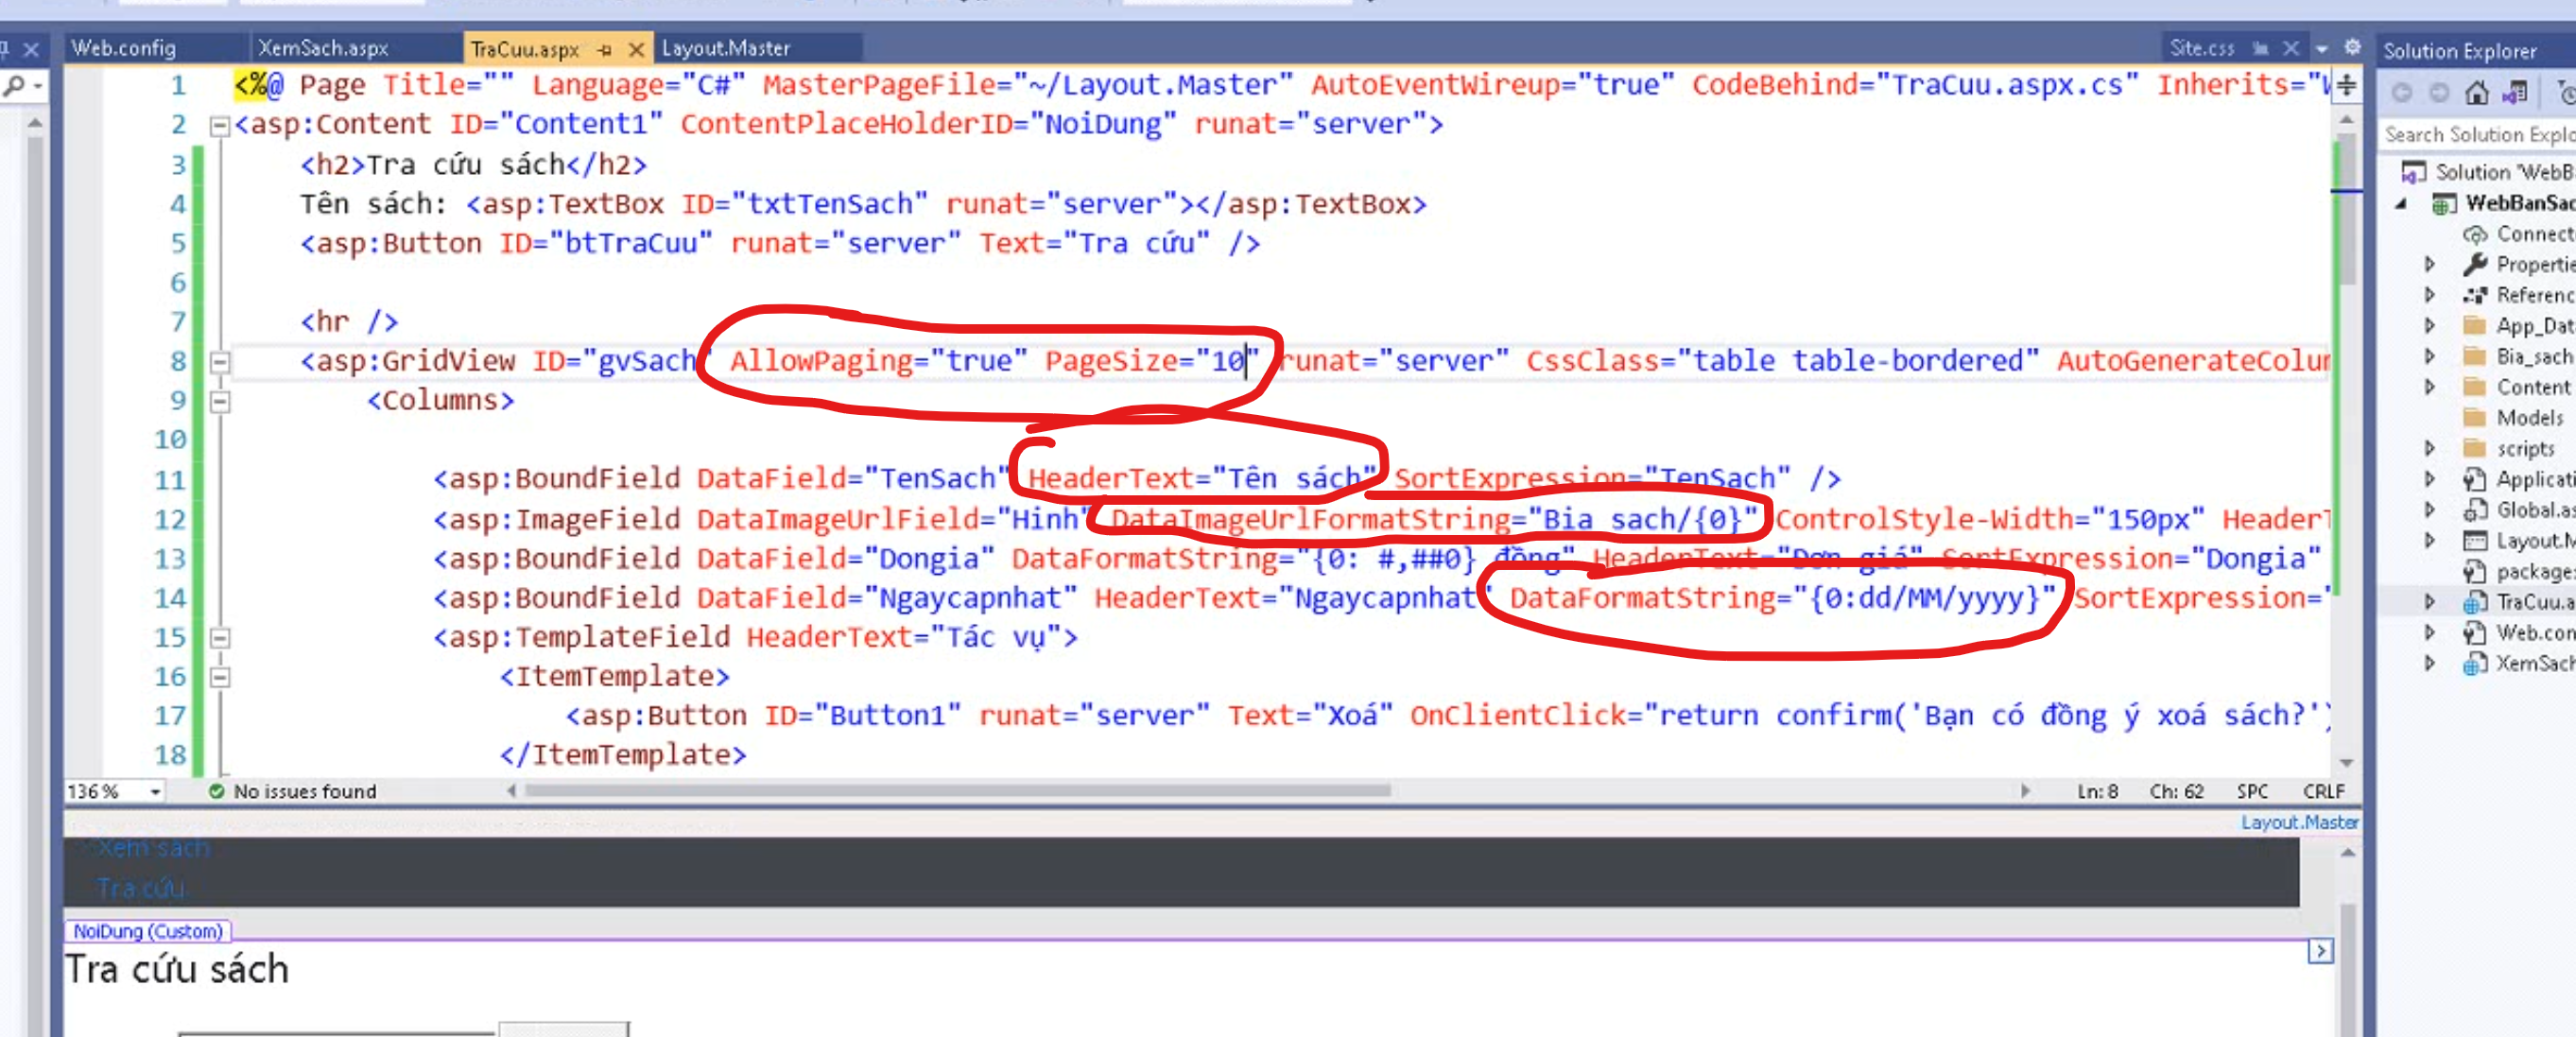 Web.config XemSach.aspx TraCuu.aspx Layout.Master Site.css
Solution Explorer
1 <%@ Page Title="" Language="C#" MasterPageFile="~/Layout.Master" AutoEventWireup="true" CodeBehind="TraCuu.aspx.cs" Inherits="W
2 <asp:Content ID="Content1" ContentPlaceHolderID="NoiDung" runat="server">
3 <h2>Tra cứu sách</h2>
4 Tên sách: <asp:TextBox ID="txtTenSach" runat="server"></asp:TextBox>
5 <asp:Button ID="btTraCuu" runat="server" Text="Tra cứu" />
6
7 <hr />
8 <asp:GridView ID="gvSach" AllowPaging="true" PageSize="10" runat="server" CssClass="table table-bordered" AutoGenerateColu
9 <Columns>
10
11 <asp:BoundField DataField="TenSach" HeaderText="Tên sách" SortExpression="TenSach" />
12 <asp:ImageField DataImageUrlField="Hinh" DataImageUrlFormatString="Bia_sach/{0}" ControlStyle-Width="150px" Header
13 <asp:BoundField DataField="Dongia" DataFormatString="{0: #,##0} đồng" HeaderText="Đơn giá" SortExpression="Dongia"
14 <asp:BoundField DataField="Ngaycapnhat" HeaderText="Ngaycapnhat" DataFormatString="{0:dd/MM/yyyy}" SortExpression="
15 <asp:TemplateField HeaderText="Tác vụ">
16 <ItemTemplate>
17 <asp:Button ID="Button1" runat="server" Text="Xoá" OnClientClick="return confirm('Bạn có đồng ý xoá sách?')
18 </ItemTemplate>
136 % No issues found Ln: 8 Ch: 62 SPC CRLF
Layout.Master
Xem sách
Tra cứu
NoiDung (Custom)
Tra cứu sách
Search Solution Explo
Solution 'WebB
WebBanSac
Connect
Propertie
Referenc
App_Dat
Bia_sach
Content
Models
scripts
Applicati
Global.as
Layout.M
package
TraCuu.a
Web.con
XemSach